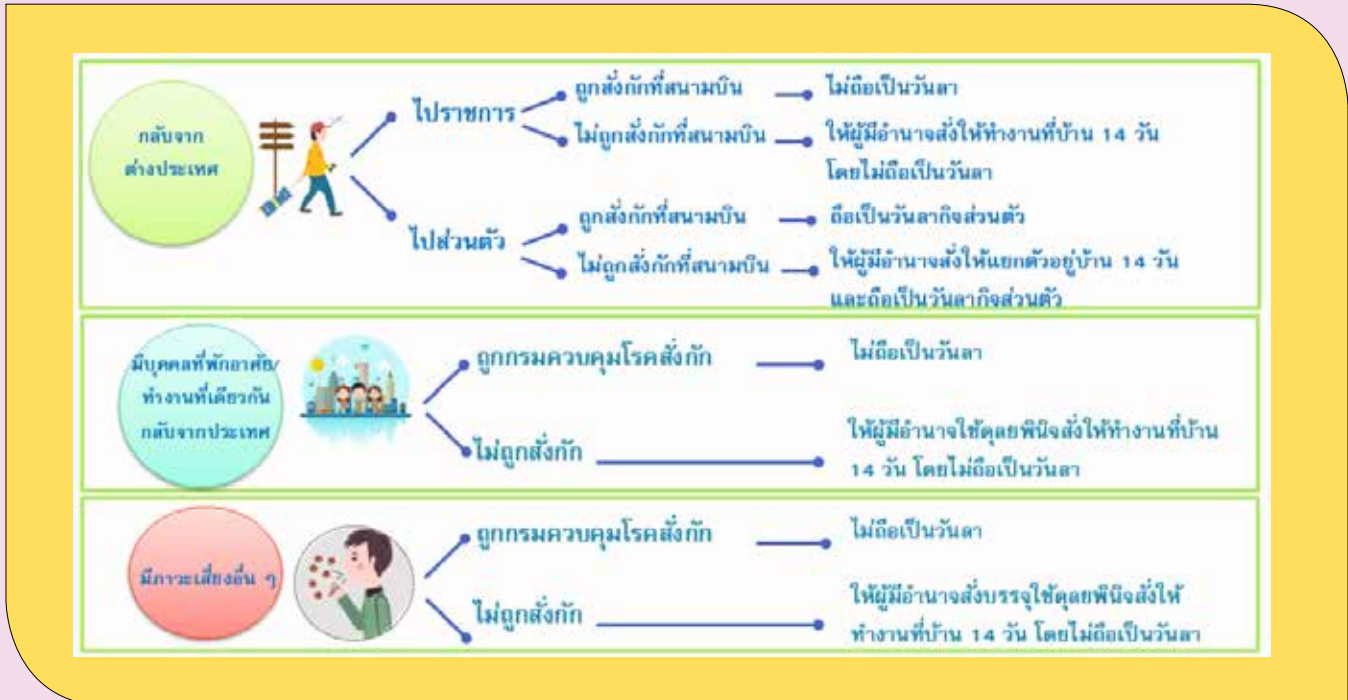 กลับจาก
ต่างประเทศ
ไปราชการ
ถูกสั่งกักที่สนามบิน
ไม่ถือเป็นวันลา
ไม่ถูกสั่งกักที่สนามบิน
ให้ผู้มีอำนาจสั่งให้ทำงานที่บ้าน 14 วัน
โดยไม่ถือเป็นวันลา
ไปส่วนตัว
ถูกสั่งกักที่สนามบิน
ถือเป็นวันลากิจส่วนตัว
ไม่ถูกสั่งกักที่สนามบิน
ให้ผู้มีอำนาจสั่งให้แยกตัวอยู่บ้าน 14 วัน
และถือเป็นวันลากิจส่วนตัว
มีบุคคลที่พักอาศัย/
ทำงานที่เดียวกัน
กลับจากประเทศ
ถูกกรมควบคุมโรคสั่งกัก
ไม่ถือเป็นวันลา
ไม่ถูกสั่งกัก
ให้ผู้มีอำนาจใช้ดุลยพินิจสั่งให้ทำงานที่บ้าน
14 วัน โดยไม่ถือเป็นวันลา
มีภาวะเสี่ยงอื่น ๆ
ถูกกรมควบคุมโรคสั่งกัก
ไม่ถือเป็นวันลา
ไม่ถูกสั่งกัก
ให้ผู้มีอำนาจสั่งบรรจุใช้ดุลยพินิจสั่งให้
ทำงานที่บ้าน 14 วัน โดยไม่ถือเป็นวันลา